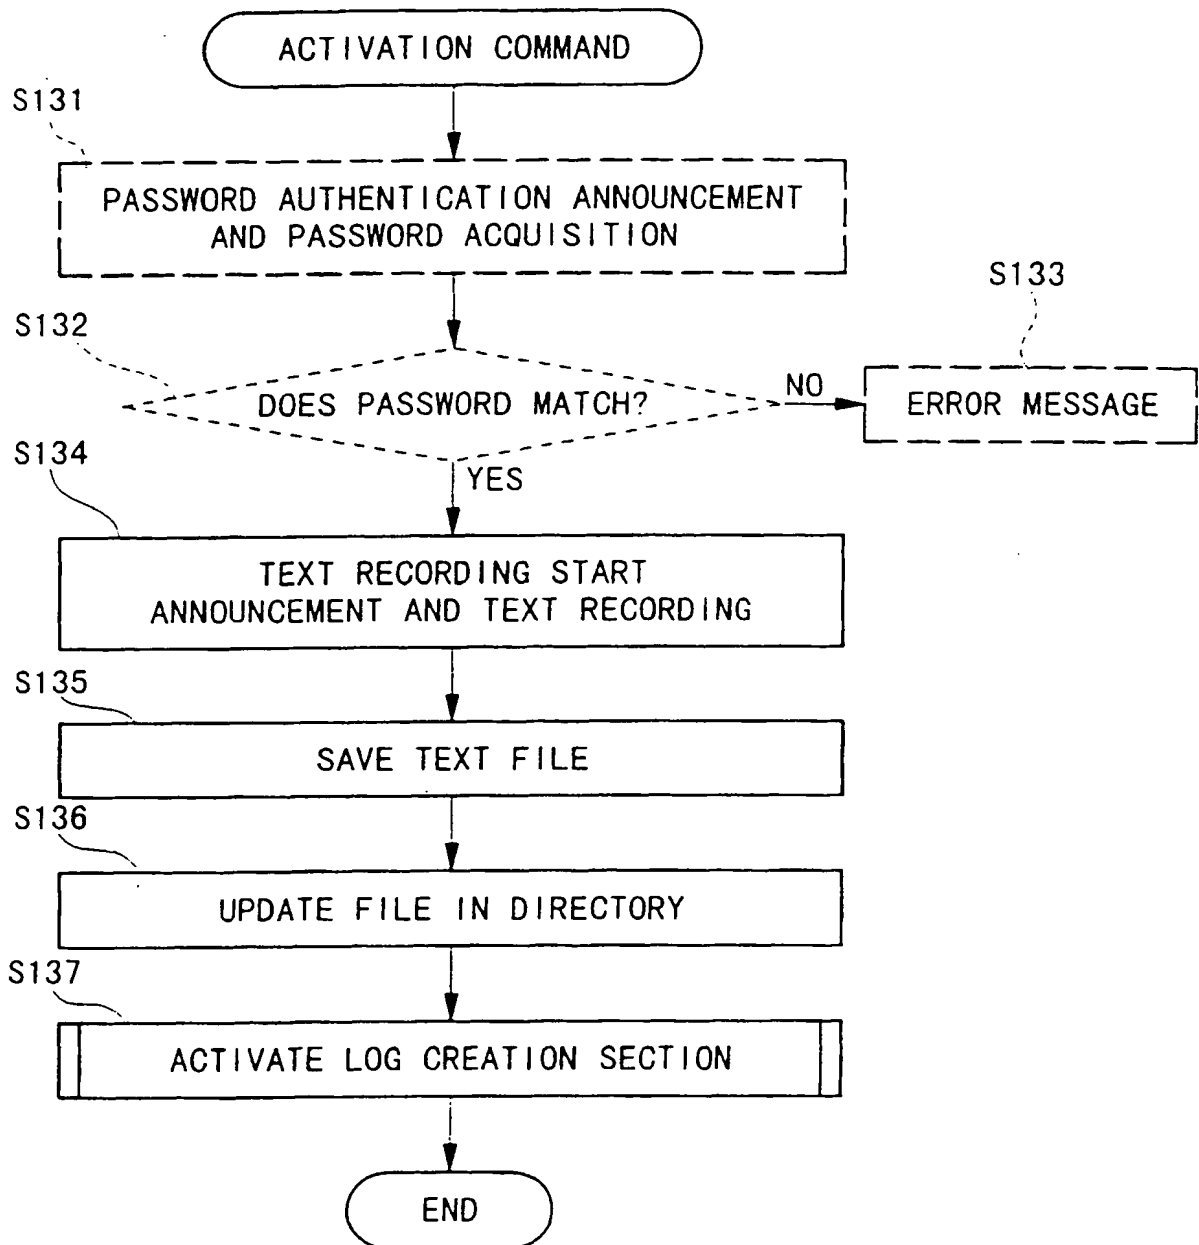 ACTIVATION COMMAND
S131
PASSWORD AUTHENTICATION ANNOUNCEMENT
AND PASSWORD ACQUISITION
S133
S132
DOES PASSWORD MATCH?
NO
ERROR MESSAGE
S134
YES
TEXT RECORDING START
ANNOUNCEMENT AND TEXT RECORDING
S135
SAVE TEXT FILE
S136
UPDATE FILE IN DIRECTORY
S137
ACTIVATE LOG CREATION SECTION
END